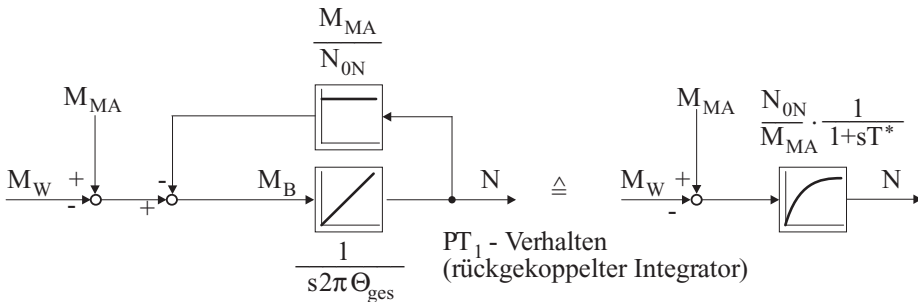 M_MA
N_0N
M_MA
M_W
+
-
+
-
M_B
N
1
s2πΘ_ges
≙
PT_1 - Verhalten
(rückgekoppelter Integrator)
M_MA
M_W
+
-
N_0N
M_MA
·
1
1+sT*
N